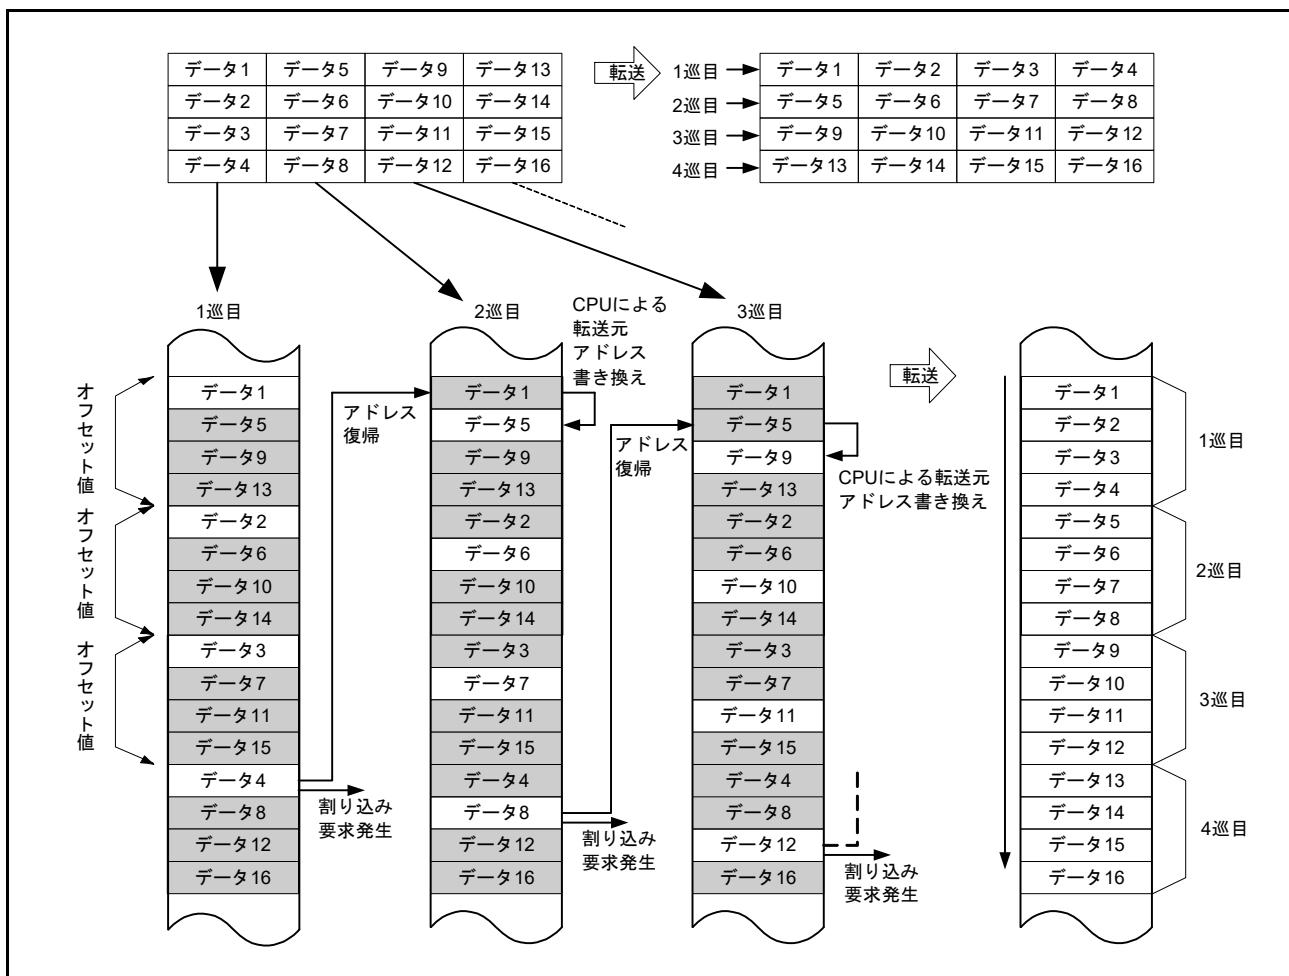 データ1 データ5 データ9 データ13
データ2 データ6 データ10 データ14
データ3 データ7 データ11 データ15
データ4 データ8 データ12 データ16
転送
1巡目 データ1 データ2 データ3 データ4
2巡目 データ5 データ6 データ7 データ8
3巡目 データ9 データ10 データ11 データ12
4巡目 データ13 データ14 データ15 データ16
1巡目
オフセット値
オフセット値
オフセット値
データ1
データ5
データ9
データ13
データ2
データ6
データ10
データ14
データ3
データ7
データ11
データ15
データ4
データ8
データ12
データ16
アドレス
復帰
割り込み
要求発生
2巡目
CPUによる
転送元
アドレス
書き換え
データ1
データ5
データ9
データ13
データ2
データ6
データ10
データ14
データ3
データ7
データ11
データ15
データ4
データ8
データ12
データ16
アドレス
復帰
割り込み
要求発生
3巡目
データ1
データ5
データ9
データ13
データ2
データ6
データ10
データ14
データ3
データ7
データ11
データ15
データ4
データ8
データ12
データ16
CPUによる転送元
アドレス書き換え
割り込み
要求発生
転送
データ1
データ2
データ3
データ4
データ5
データ6
データ7
データ8
データ9
データ10
データ11
データ12
データ13
データ14
データ15
データ16
1巡目
2巡目
3巡目
4巡目